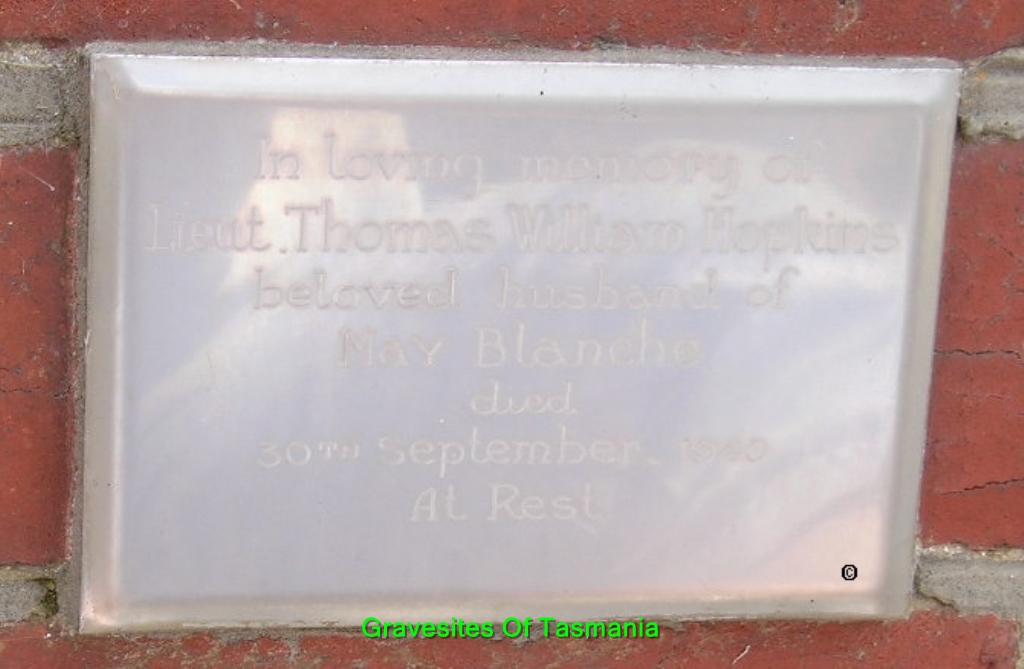 In loving memory of
Lieut. Thomas William Hopkins
beloved husband of
May Blanche
died
30TH September.
At Rest
©
Gravesites Of Tasmania